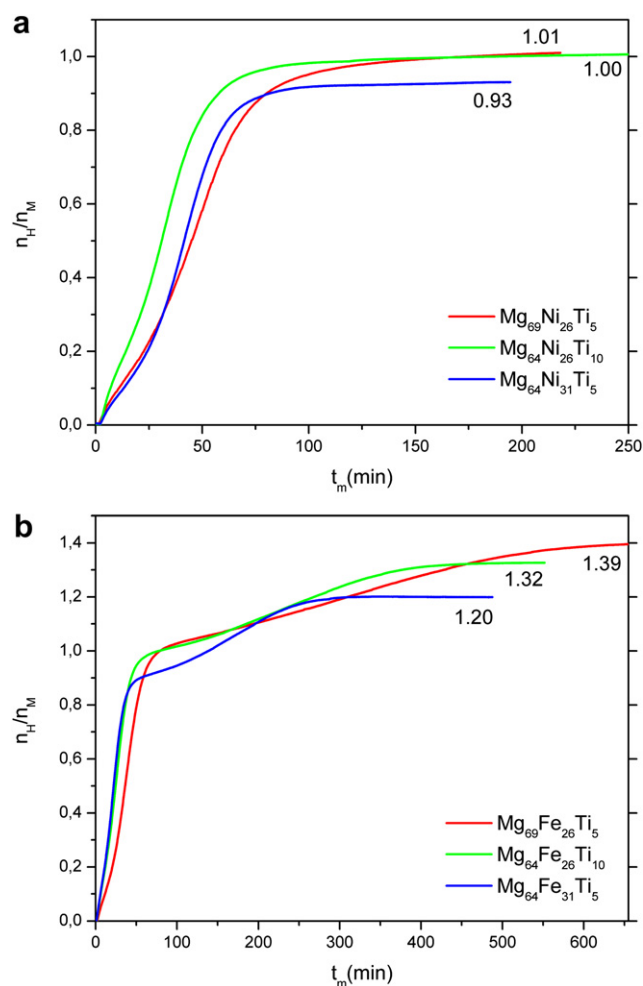 a
1,0
0,8
0,6
0,4
0,2
0,0
n_H/n_M
1.01
1.00
0.93
Mg₆₉Ni₂₆Ti₅
Mg₆₄Ni₂₆Ti₁₀
Mg₆₄Ni₃₁Ti₅
0 50 100 150 200 250
t_m(min)
b
1,4
1,2
1,0
0,8
0,6
0,4
0,2
0,0
n_H/n_M
1.39
1.32
1.20
Mg₆₉Fe₂₆Ti₅
Mg₆₄Fe₂₆Ti₁₀
Mg₆₄Fe₃₁Ti₅
0 100 200 300 400 500 600
t_m(min)